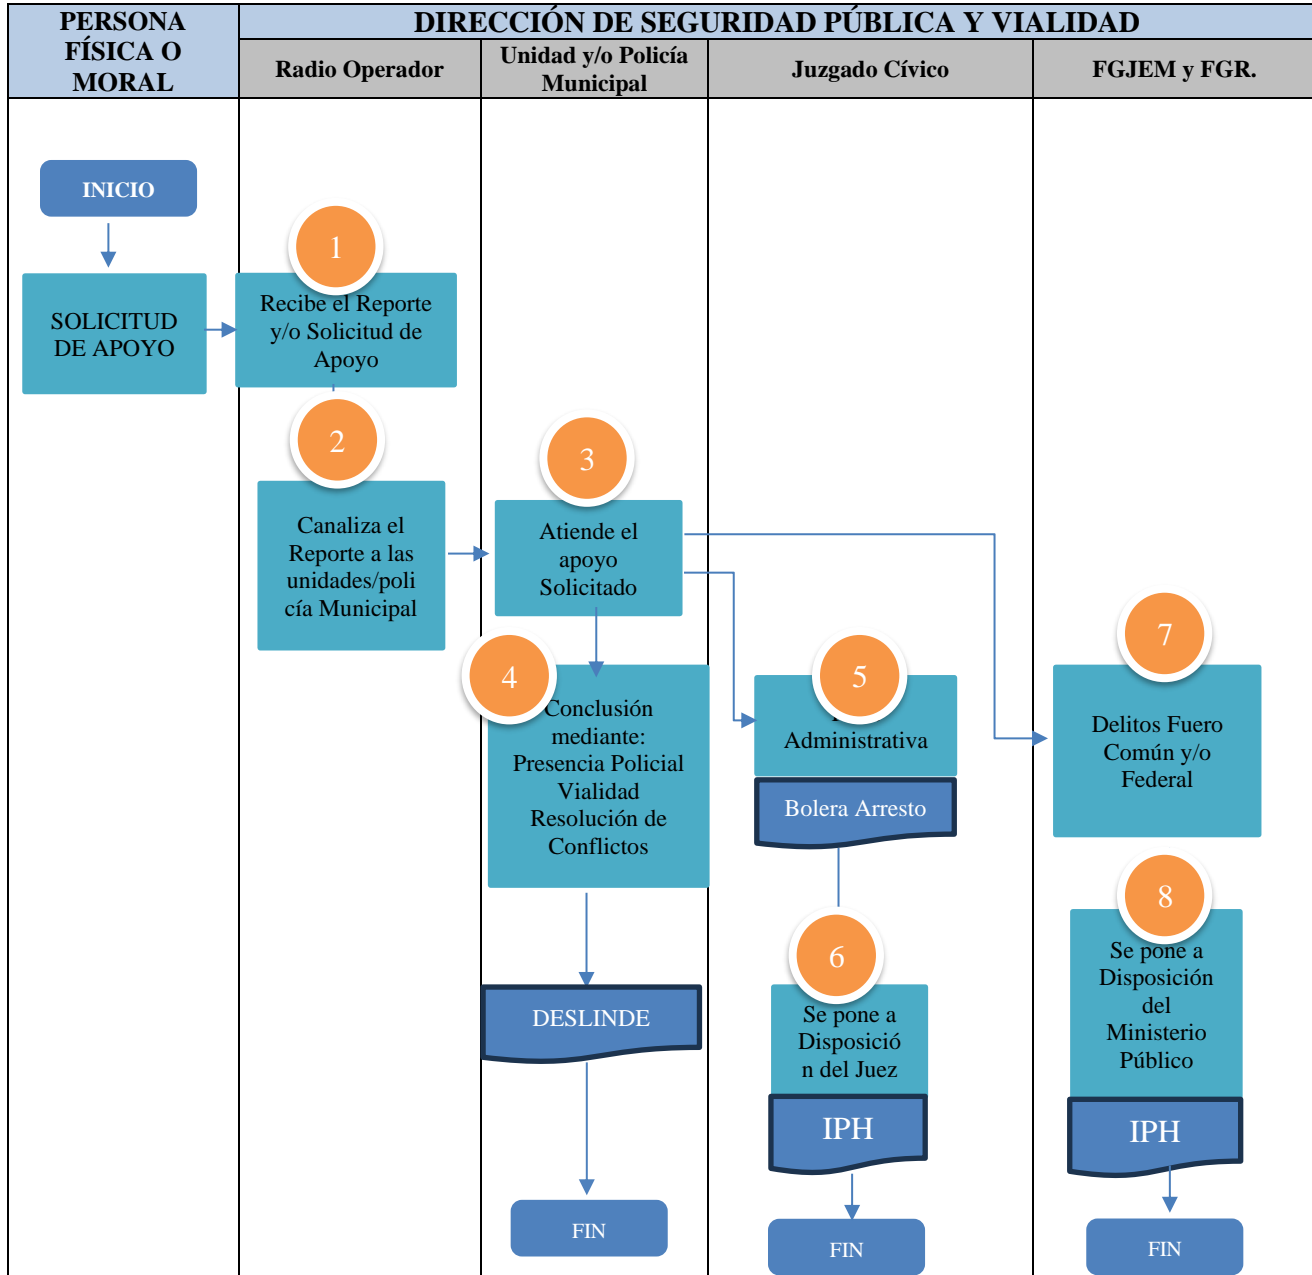 PERSONA
FÍSICA O
MORAL
DIRECCIÓN DE SEGURIDAD PÚBLICA Y VIALIDAD
Radio Operador
Unidad y/o Policía
Municipal
Juzgado Cívico
FGJEM y FGR.
INICIO
SOLICITUD
DE APOYO
1
Recibe el Reporte
y/o Solicitud de
Apoyo
2
Canaliza el
Reporte a las
unidades/poli
cía Municipal
3
Atiende el
apoyo
Solicitado
4
Conclusión
mediante:
Presencia Policial
Vialidad
Resolución de
Conflictos
DESLINDE
FIN
5
Administrativa
Bolera Arresto
6
Se pone a
Disposició
n del Juez
IPH
FIN
7
Delitos Fuero
Común y/o
Federal
8
Se pone a
Disposición
del
Ministerio
Público
IPH
FIN